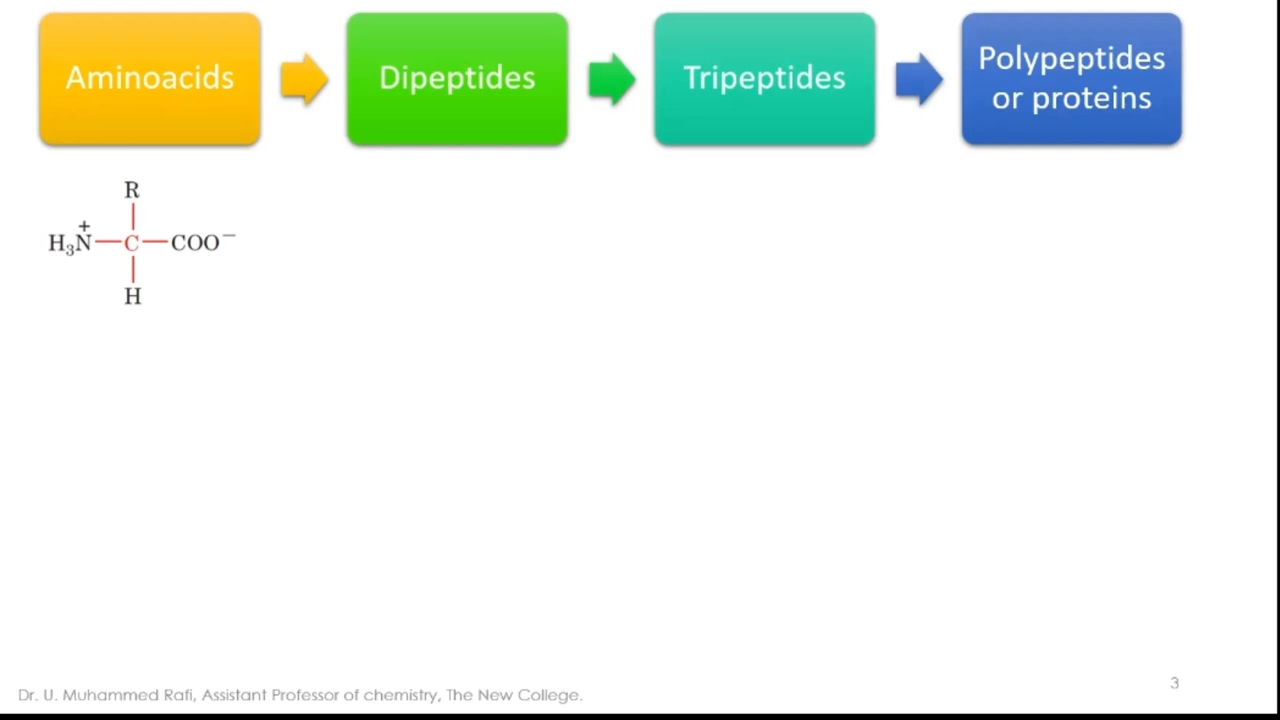 Aminoacids
Dipeptides
Tripeptides
Polypeptides
or proteins
R
H₃N⁺—C—COO⁻
H
Dr. U. Muhammed Rafi, Assistant Professor of chemistry, The New College.
3